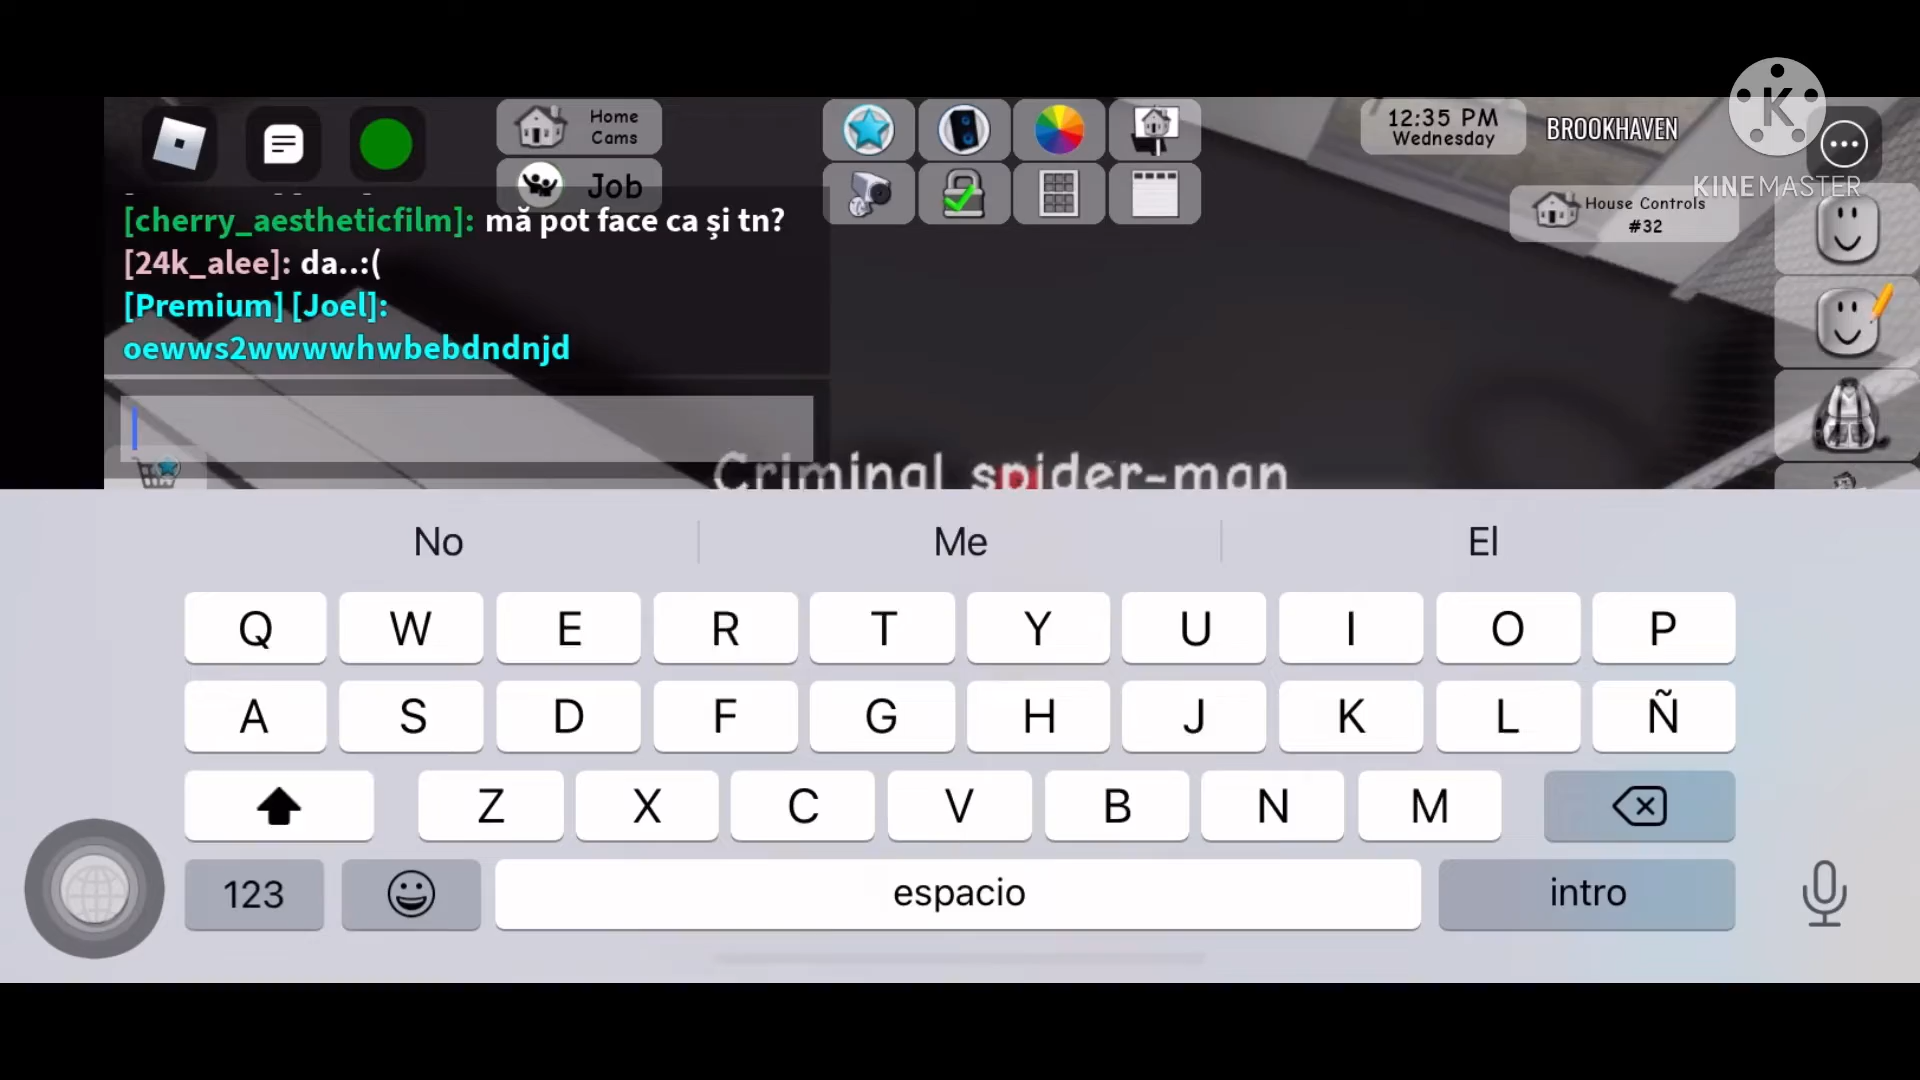 Home
Cams
Job
12:35 PM
Wednesday
BROOKHAVEN
K
KINEMASTER
House Controls
#32
[cherry_aestheticfilm]: mă pot face ca și tn?
[24k_alee]: da..:(
[Premium] [Joel]:
oewws2wwwwhwbebdndnjd
Criminal spider-man
No Me El
Q W E R T Y U I O P
A S D F G H J K L Ñ
Z X C V B N M
123 espacio intro